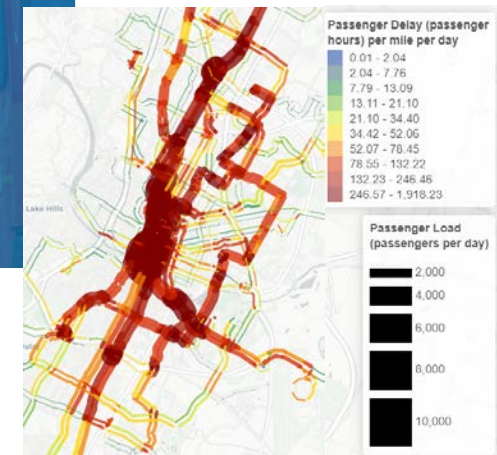 Passenger Delay (passenger
hours) per mile per day
0.01 - 2.04
2.04 - 7.76
7.79 - 13.09
13.11 - 21.10
21.10 - 34.40
34.42 - 52.06
52.07 - 78.45
78.55 - 132.22
132.23 - 246.46
246.57 - 1,918.23
Lake Hills
Passenger Load
(passengers per day)
2,000
4,000
6,000
8,000
10,000